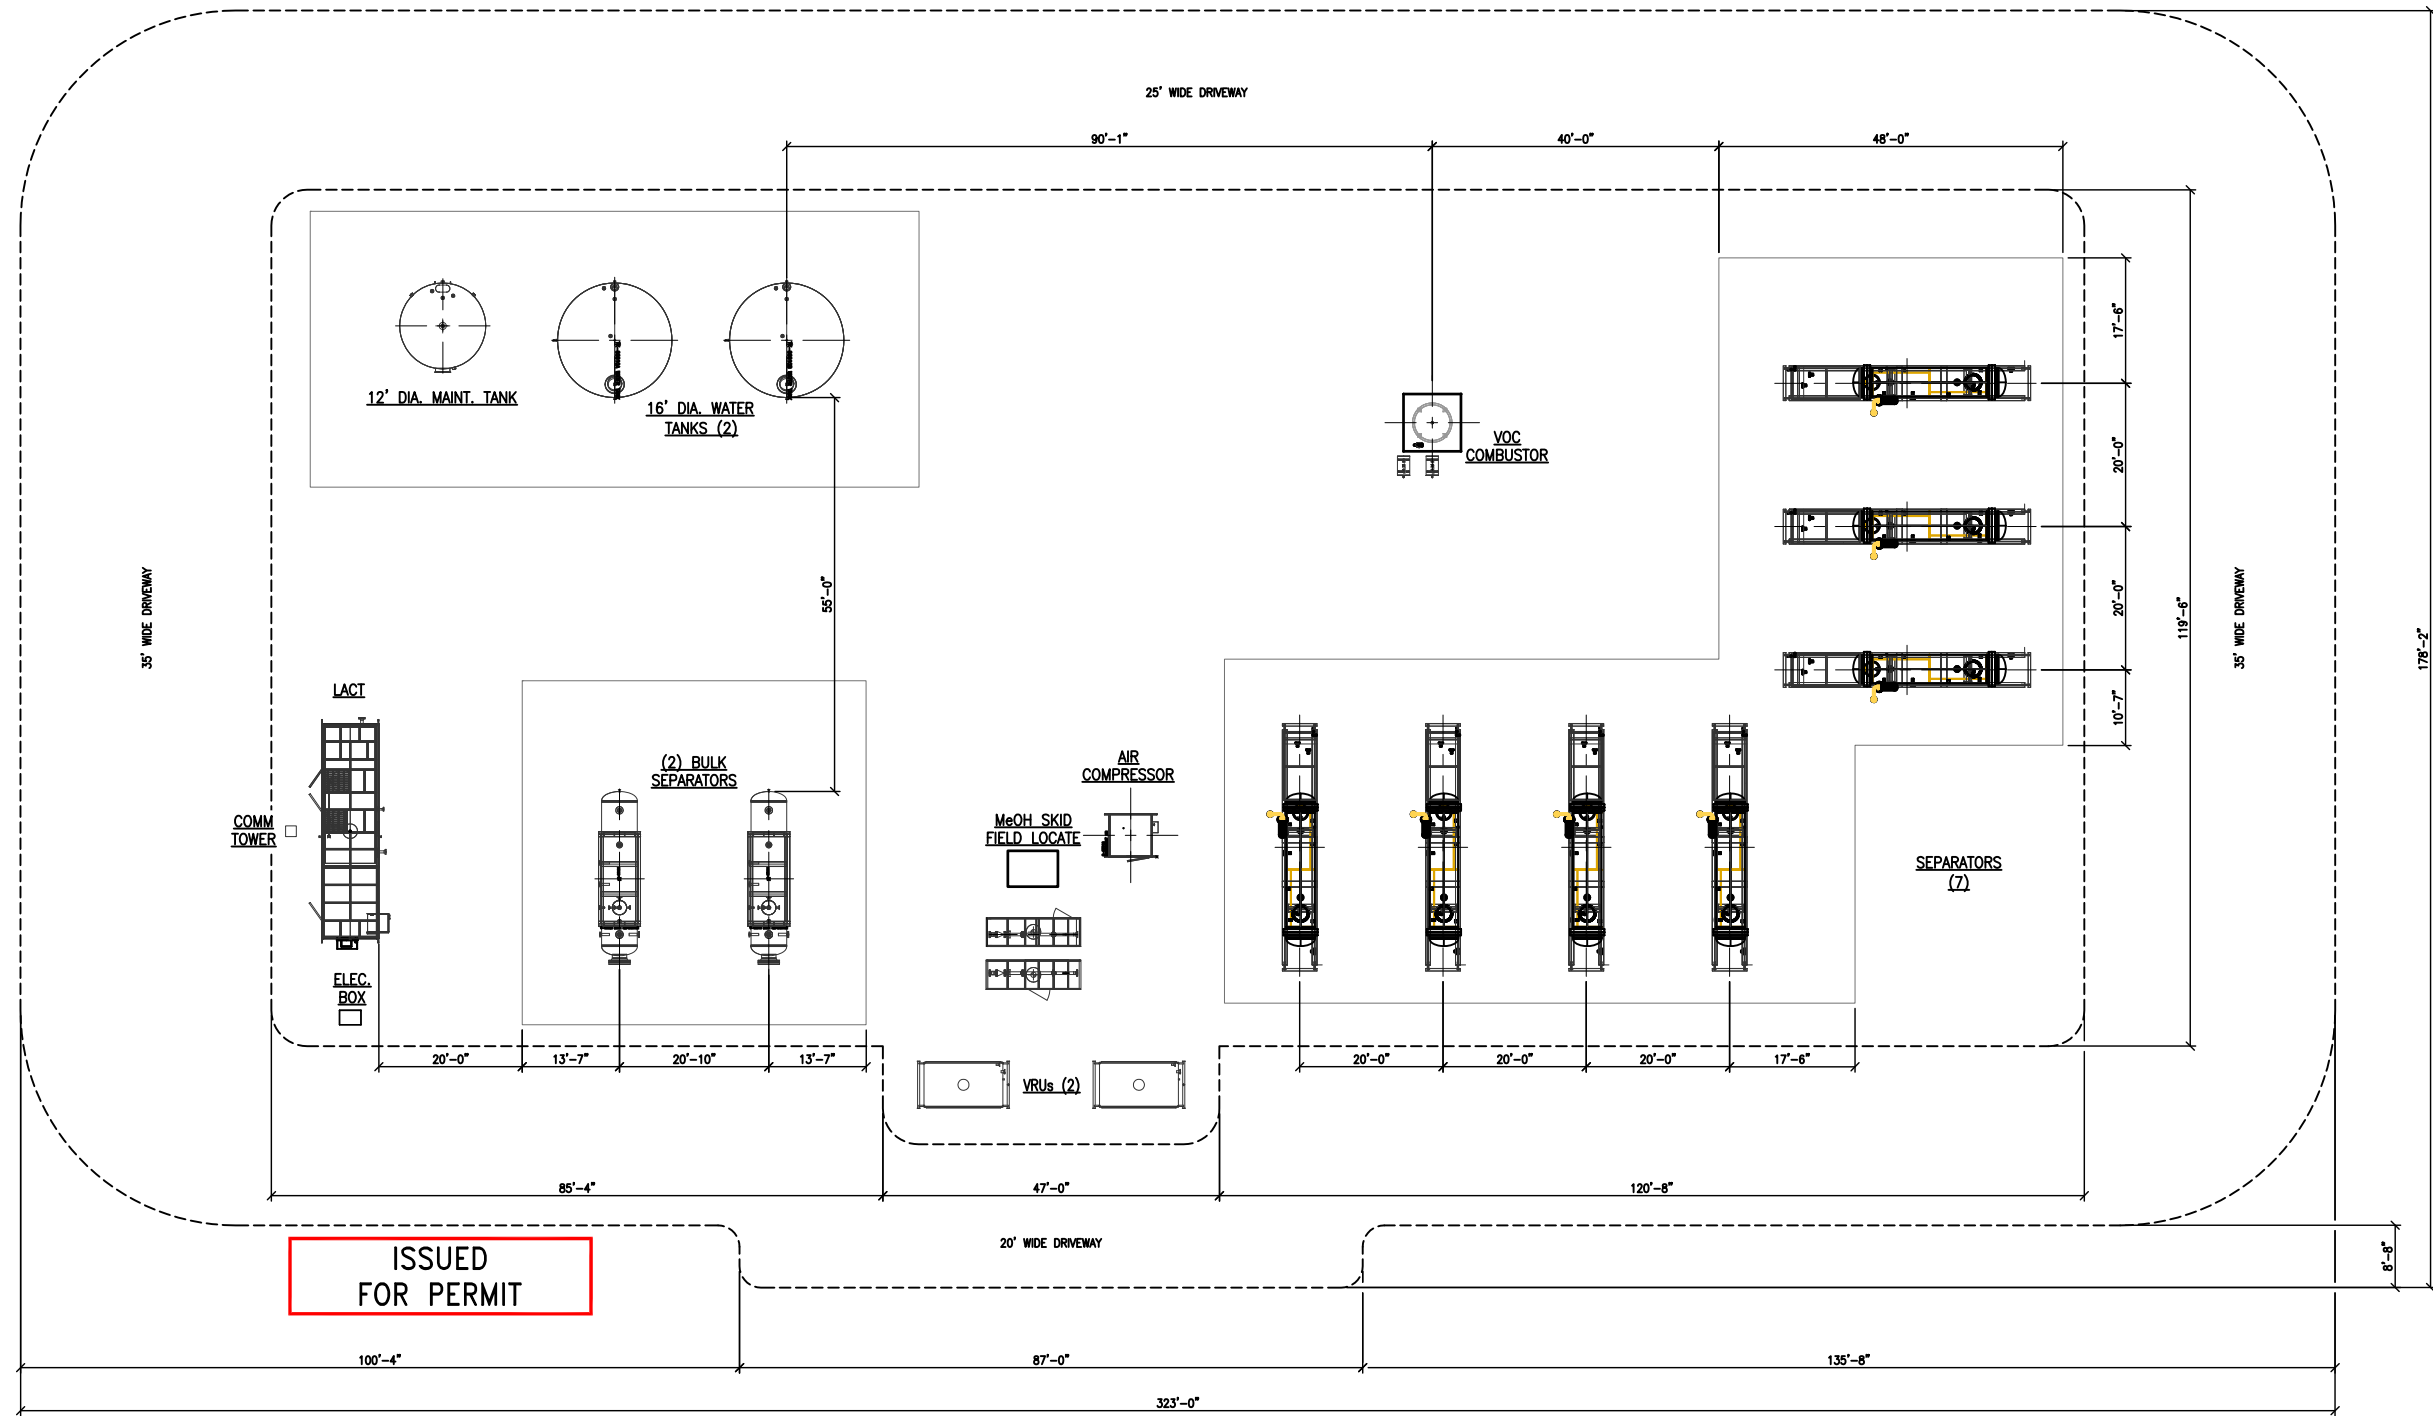 25' WIDE DRIVEWAY
90'-1"
40'-0"
48'-0"
17'-6"
12' DIA. MAINT. TANK
16' DIA. WATER
TANKS (2)
VOC
COMBUSTOR
20'-0"
55'-0"
20'-0"
119'-6"
35' WIDE DRIVEWAY
35' WIDE DRIVEWAY
178'-2"
LACT
10'-7"
(2) BULK
SEPARATORS
AIR
COMPRESSOR
COMM
TOWER
MeOH SKID
FIELD LOCATE
SEPARATORS
(7)
ELEC.
BOX
20'-0"
13'-7"
20'-10"
13'-7"
20'-0"
20'-0"
20'-0"
17'-6"
VRUs (2)
85'-4"
47'-0"
120'-8"
20' WIDE DRIVEWAY
8'-8"
ISSUED
FOR PERMIT
100'-4"
87'-0"
135'-8"
323'-0"